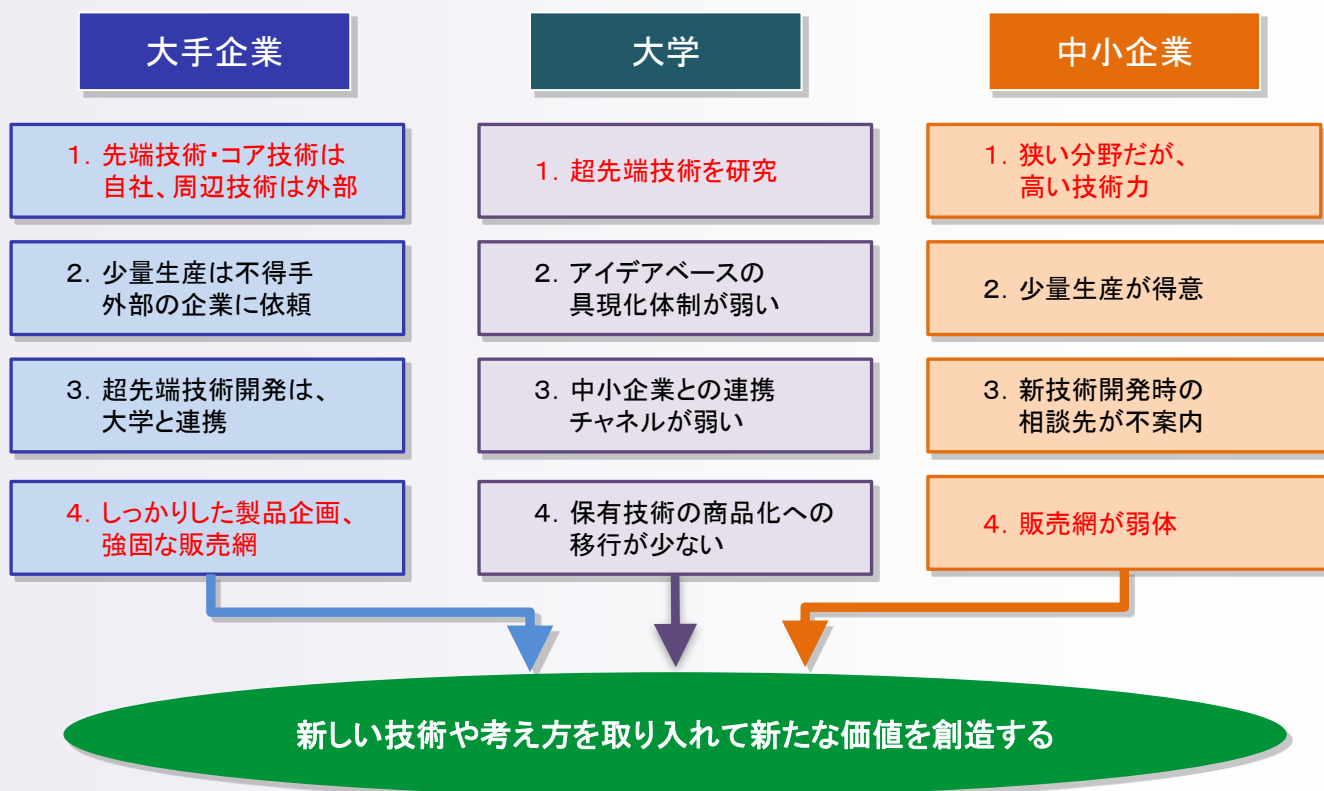 大手企業
1. 先端技術・コア技術は
自社、周辺技術は外部
2. 少量生産は不得手
外部の企業に依頼
3. 超先端技術開発は、
大学と連携
4. しっかりした製品企画、
強固な販売網
大学
1. 超先端技術を研究
2. アイデアベースの
具現化体制が弱い
3. 中小企業との連携
チャネルが弱い
4. 保有技術の商品化への
移行が少ない
中小企業
1. 狭い分野だが、
高い技術力
2. 少量生産が得意
3. 新技術開発時の
相談先が不案内
4. 販売網が弱体
新しい技術や考え方を取り入れて新たな価値を創造する